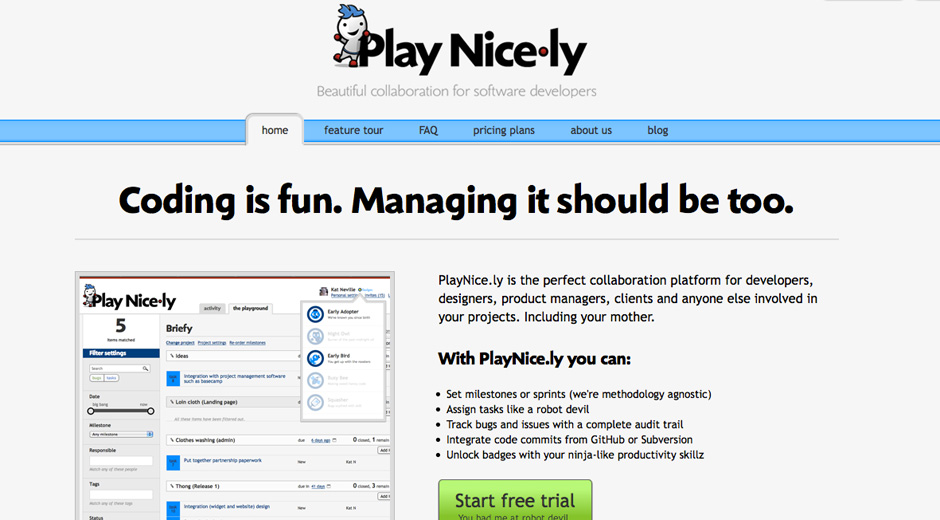 Play Nice•ly
Beautiful collaboration for software developers
home
feature tour
FAQ
pricing plans
about us
blog
Coding is fun. Managing it should be too.
Play Nice•ly
activity
the playground
Kat Neville
5
items matched
Filter settings
Search
Date
big bang
now
Milestone
Any milestone
Responsible
Match any of these people
Tags
Match any of these tags
Status
Briefy
Change project
Project settings
Re-order milestones
Ideas
Integration with project management software
such as basecamp
New
Loin cloth (Landing page)
All these items have been filtered out.
Clothes washing (admin)
due 6 days ago
0 closed, 1 remain
Put together partnership paperwork
New
Kat N
Thong (Release 1)
due in 41 days
0 closed, 3 remain
Integration (widget and website) design
New
Kat H
Early Adopter
Early Bird
PlayNice.ly is the perfect collaboration platform for developers,
designers, product managers, clients and anyone else involved in
your projects. Including your mother.
With PlayNice.ly you can:
Set milestones or sprints (we're methodology agnostic)
Assign tasks like a robot devil
Track bugs and issues with a complete audit trail
Integrate code commits from GitHub or Subversion
Unlock badges with your ninja-like productivity skillz
Start free trial
You had me at robot devil